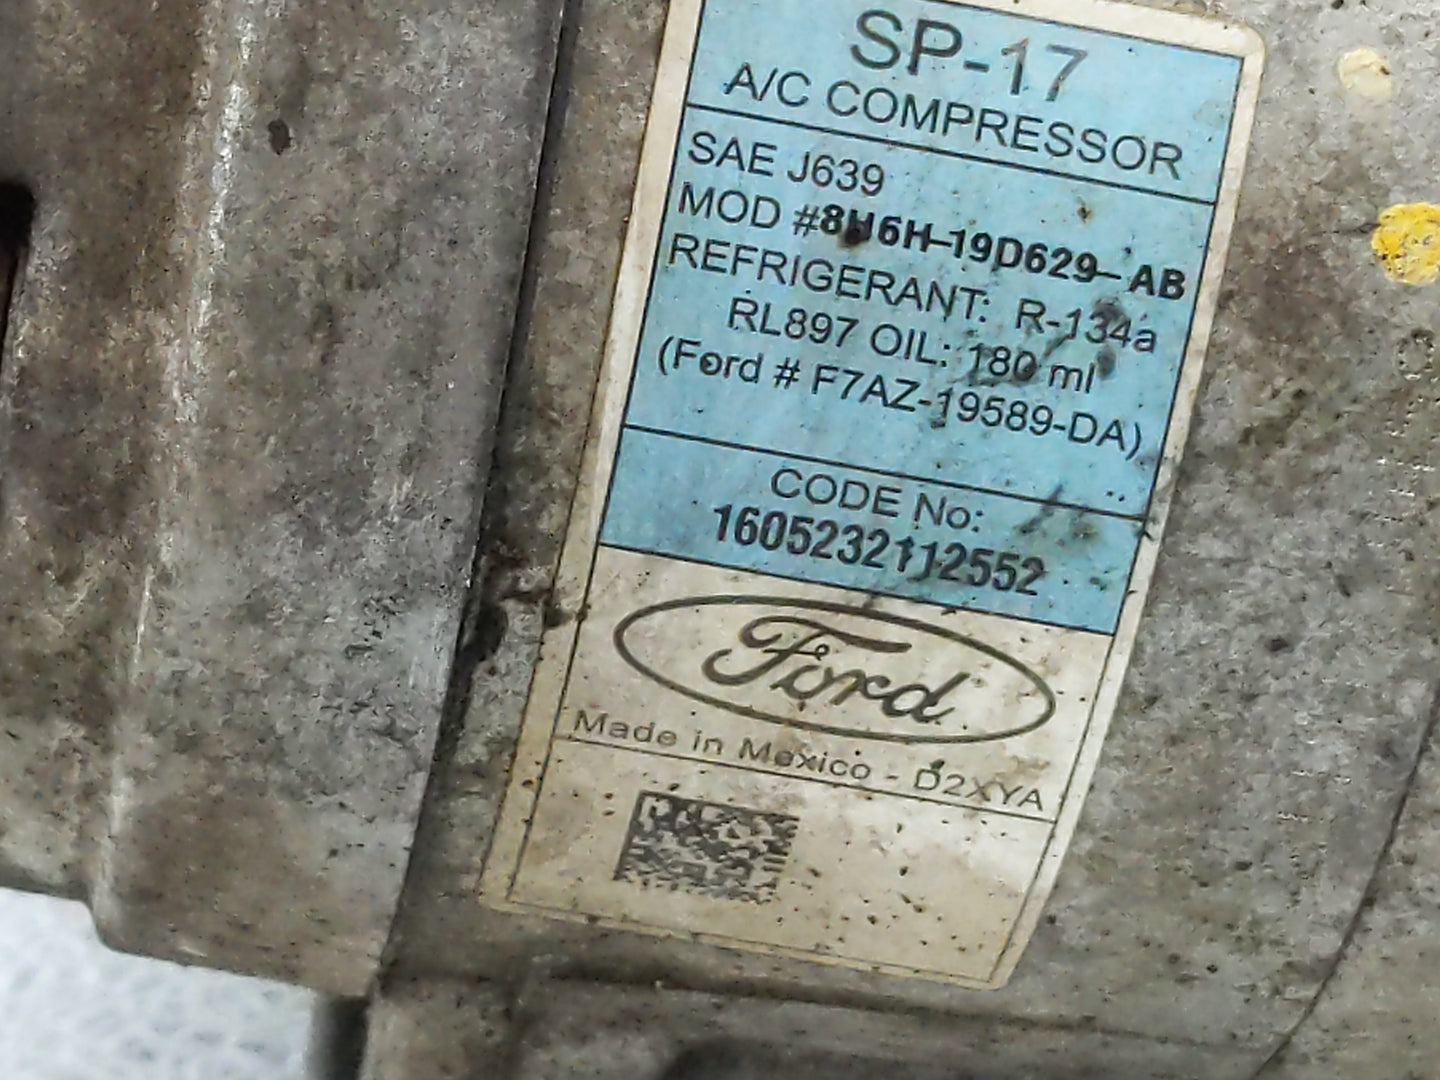 SP-17
A/C COMPRESSOR
SAE J639
MOD #8H6H-19D629-AB
REFRIGERANT: R-134a
RL897 OIL: 180 ml
(Ford # F7AZ-19589-DA)
CODE No:
1605232112552
Ford
Made in Mexico - D2XYA